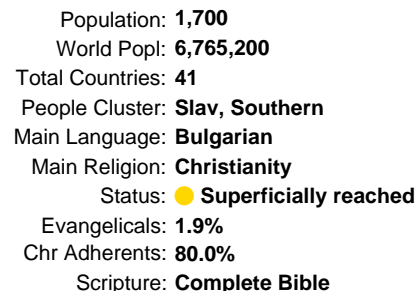 Population: 1,700
World Popl: 6,765,200
Total Countries: 41
People Cluster: Slav, Southern
Main Language: Bulgarian
Main Religion: Christianity
Status: Superficially reached
Evangelicals: 1.9%
Chr Adherents: 80.0%
Scripture: Complete Bible